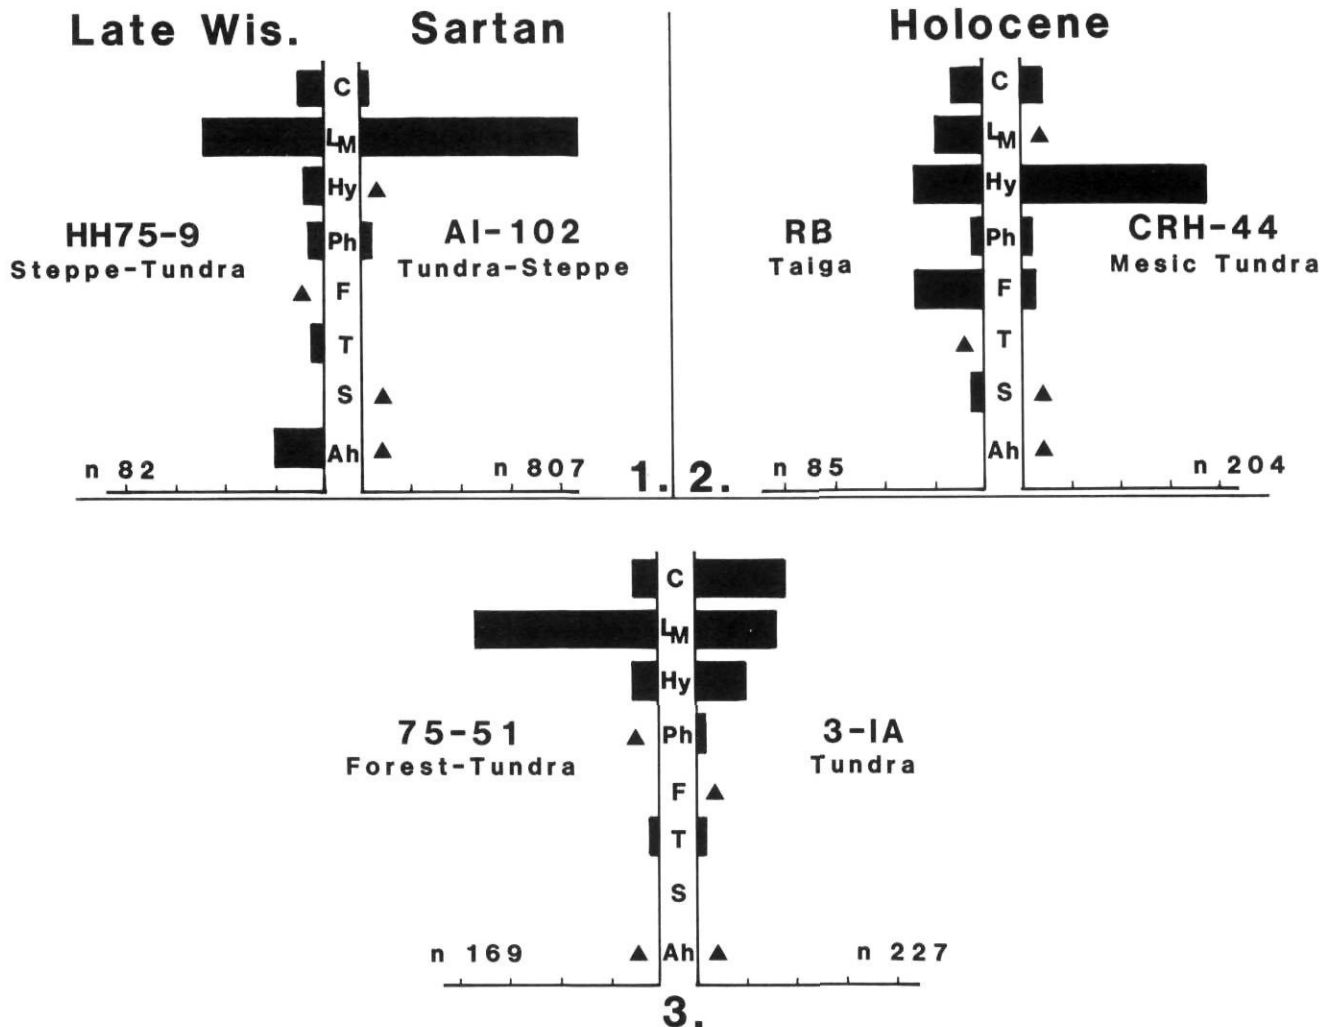 Late Wis. Sartan
C
LM
Hy
Ph
F
T
S
Ah
HH75-9
Steppe-Tundra
AI-102
Tundra-Steppe
n 82
n 807
1.
Holocene
C
LM
Hy
Ph
F
T
S
Ah
RB
Taiga
CRH-44
Mesic Tundra
n 85
n 204
2.
C
LM
Hy
Ph
F
T
S
Ah
75-51
Forest-Tundra
3-IA
Tundra
n 169
n 227
3.